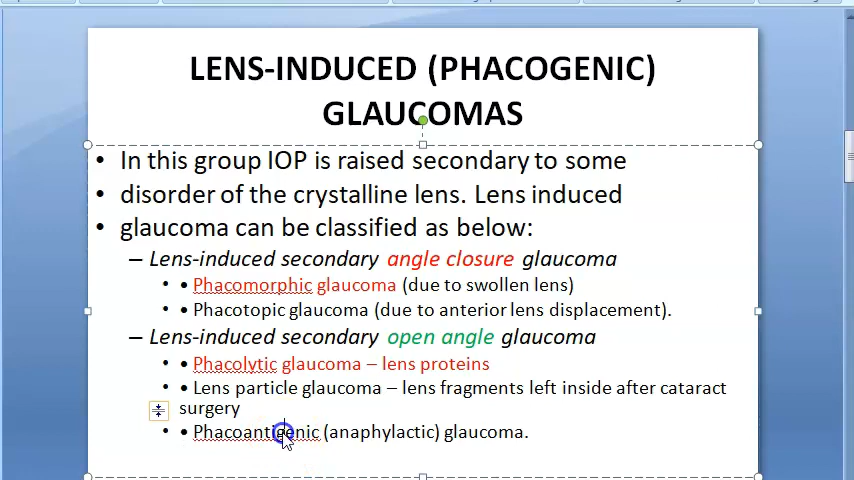 LENS-INDUCED (PHACOGENIC)
GLAUCOMAS
• In this group IOP is raised secondary to some
• disorder of the crystalline lens. Lens induced
• glaucoma can be classified as below:
– Lens-induced secondary angle closure glaucoma
• • Phacomorphic glaucoma (due to swollen lens)
• Phacotopic glaucoma (due to anterior lens displacement).
– Lens-induced secondary open angle glaucoma
• • Phacolytic glaucoma – lens proteins
• • Lens particle glaucoma – lens fragments left inside after cataract
surgery
• • Phacoantigenic (anaphylactic) glaucoma.